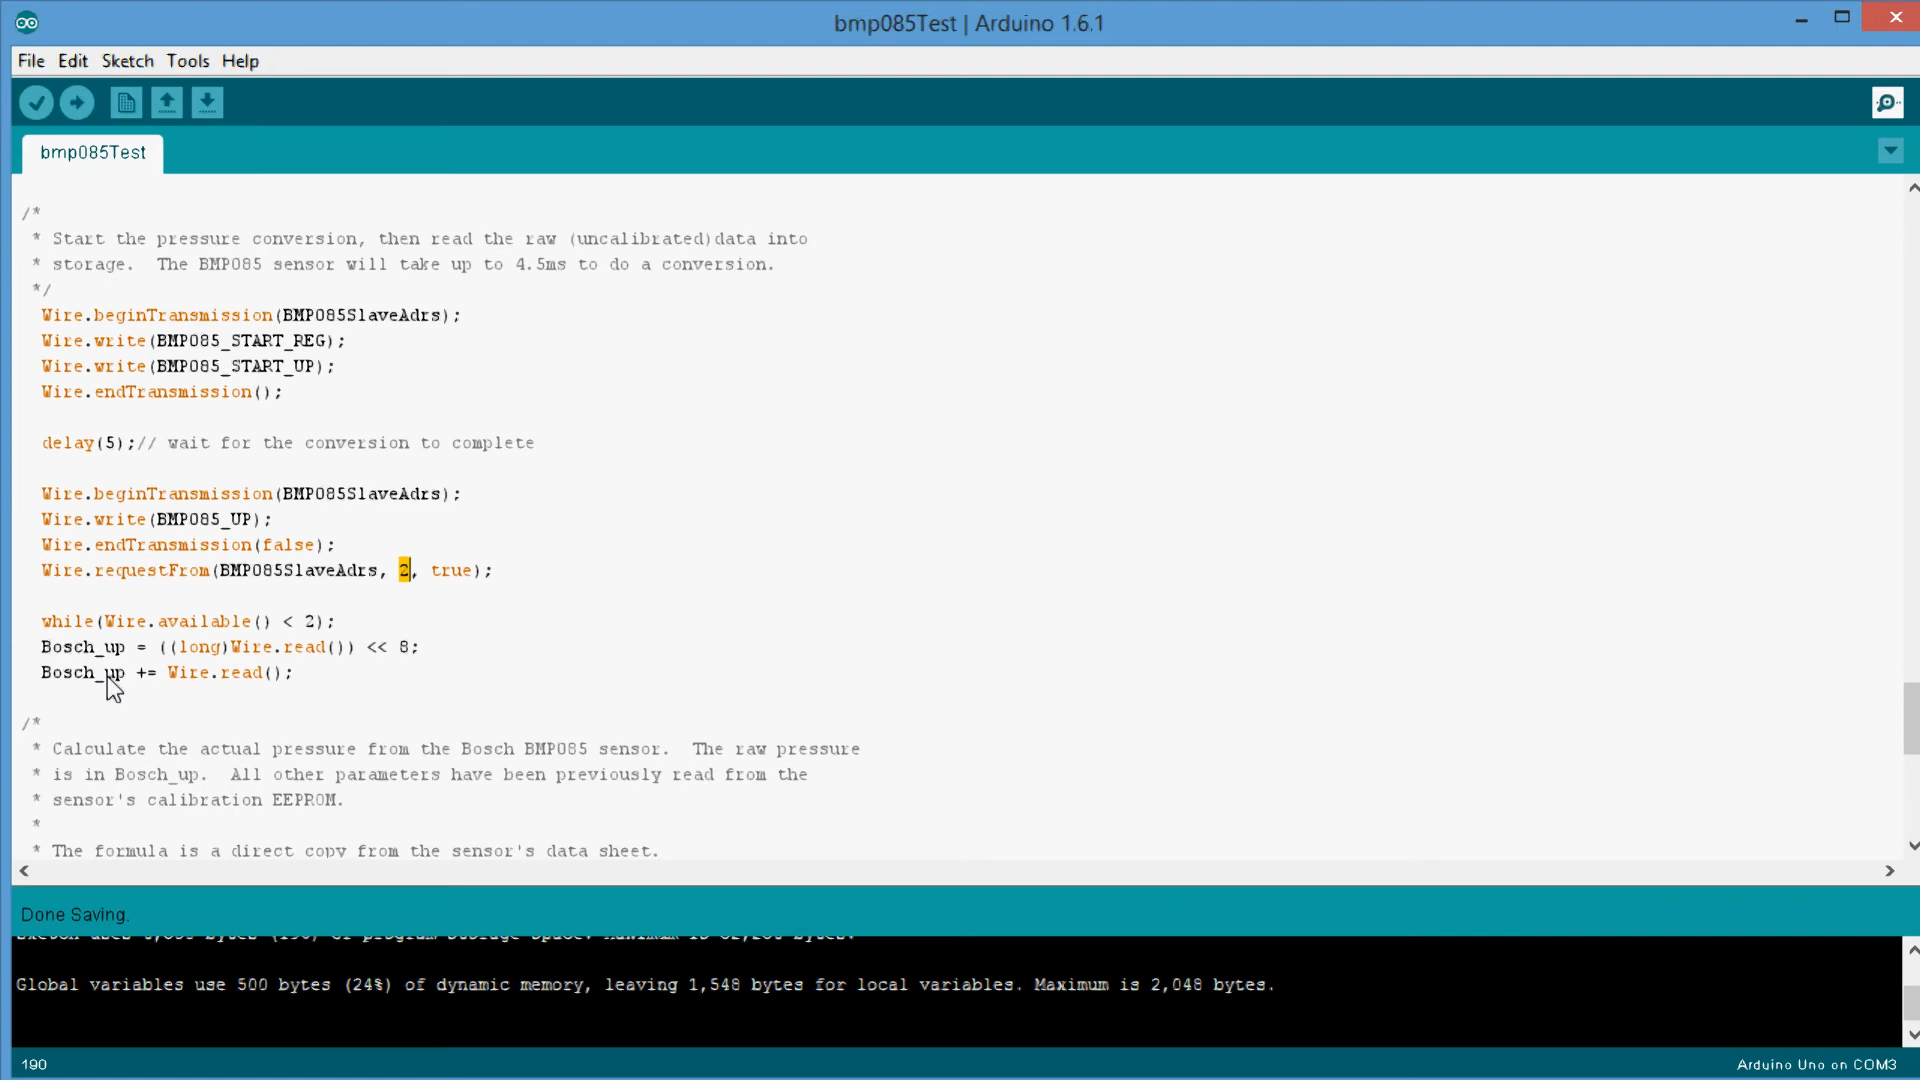 bmp085Test | Arduino 1.6.1
File Edit Sketch Tools Help
bmp085Test
/*
* Start the pressure conversion, then read the raw (uncalibrated)data into
* storage.  The BMP085 sensor will take up to 4.5ms to do a conversion.
*/
Wire.beginTransmission(BMP085SlaveAdrs);
Wire.write(BMP085_START_REG);
Wire.write(BMP085_START_UP);
Wire.endTransmission();
delay(5);// wait for the conversion to complete
Wire.beginTransmission(BMP085SlaveAdrs);
Wire.write(BMP085_UP);
Wire.endTransmission(false);
Wire.requestFrom(BMP085SlaveAdrs, 2, true);
while(Wire.available() < 2);
Bosch_up = ((long)Wire.read()) << 8;
Bosch_up += Wire.read();
/*
* Calculate the actual pressure from the Bosch BMP085 sensor.  The raw pressure
* is in Bosch_up.  All other parameters have been previously read from the
* sensor's calibration EEPROM.
*
* The formula is a direct copy from the sensor's data sheet.
Done Saving.
Global variables use 500 bytes (24%) of dynamic memory, leaving 1,548 bytes for local variables. Maximum is 2,048 bytes.
190
Arduino Uno on COM3